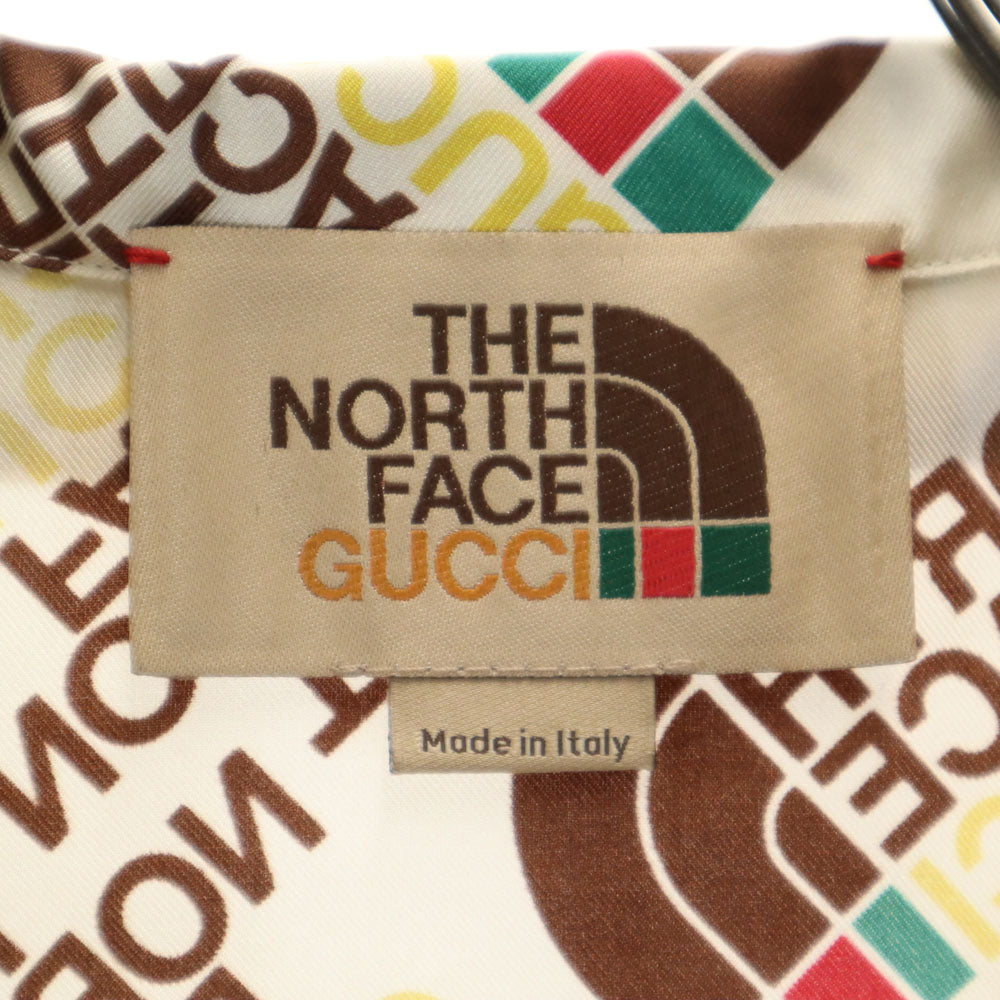 THE
NORTH
FACE
GUCCI
Made in Italy